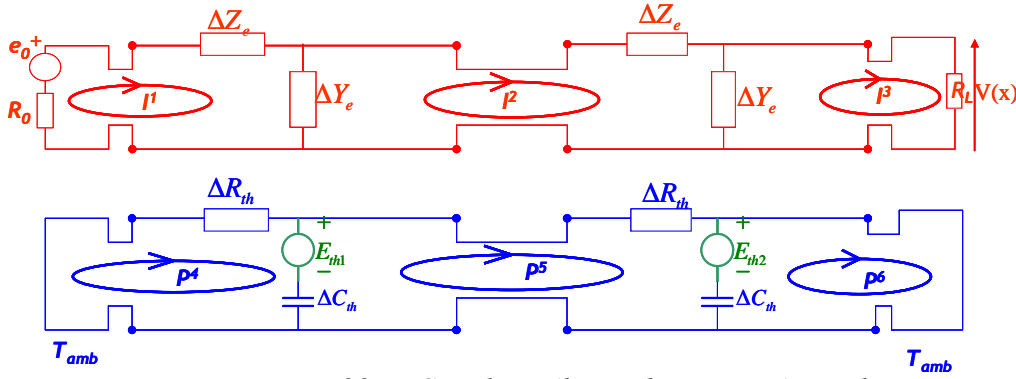 ΔZe ΔZe
e0+
R0 I1 ΔYe I2 ΔYe I3 RL V(x)
ΔRth ΔRth
+ +
P4 Eth1 P5 Eth2 P6
− −
ΔCth ΔCth
Tamb Tamb